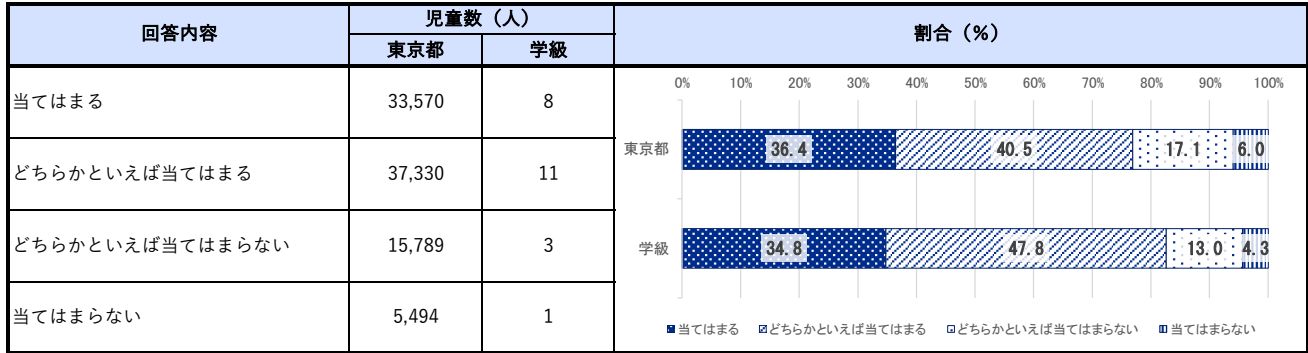 回答内容 児童数（人） 割合（%）
東京都 学級
当てはまる 33,570 8
どちらかといえば当てはまる 37,330 11
どちらかといえば当てはまらない 15,789 3
当てはまらない 5,494 1
0% 10% 20% 30% 40% 50% 60% 70% 80% 90% 100%
東京都 36.4 40.5 17.1 6.0
学級 34.8 47.8 13.0 4.3
当てはまる どちらかといえば当てはまる どちらかといえば当てはまらない 当てはまらない